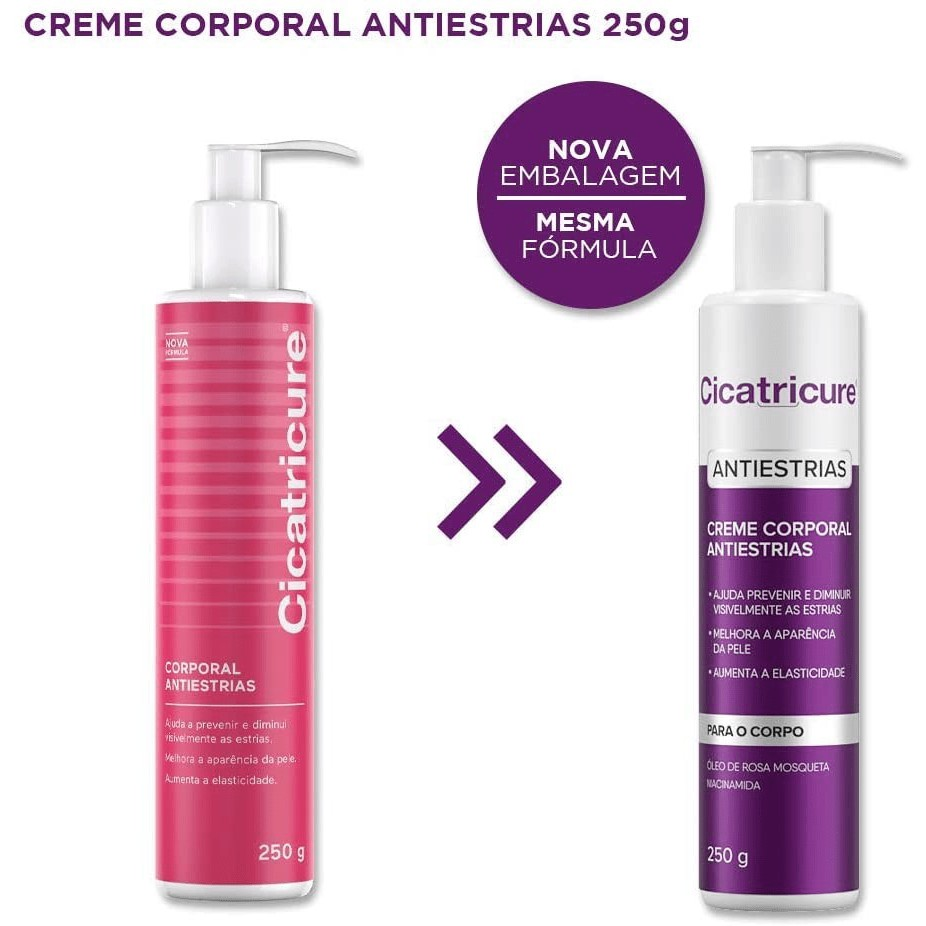 CREME CORPORAL ANTIESTRIAS 250g
NOVA
EMBALAGEM
MESMA
FÓRMULA
NOVA
FÓRMULA
Cicatricure®
CORPORAL
ANTIESTRIAS
Ajuda a prevenir e diminui
visivelmente as estrias.
Melhora a aparência da pele.
Aumenta a elasticidade.
250 g
Cicatricure®
ANTIESTRIAS
CREME CORPORAL
ANTIESTRIAS
• AJUDA PREVENIR E DIMINUIR
VISIVELMENTE AS ESTRIAS
• MELHORA A APARÊNCIA
DA PELE
• AUMENTA A ELASTICIDADE
PARA O CORPO
ÓLEO DE ROSA MOSQUETA
NIACINAMIDA
250 g